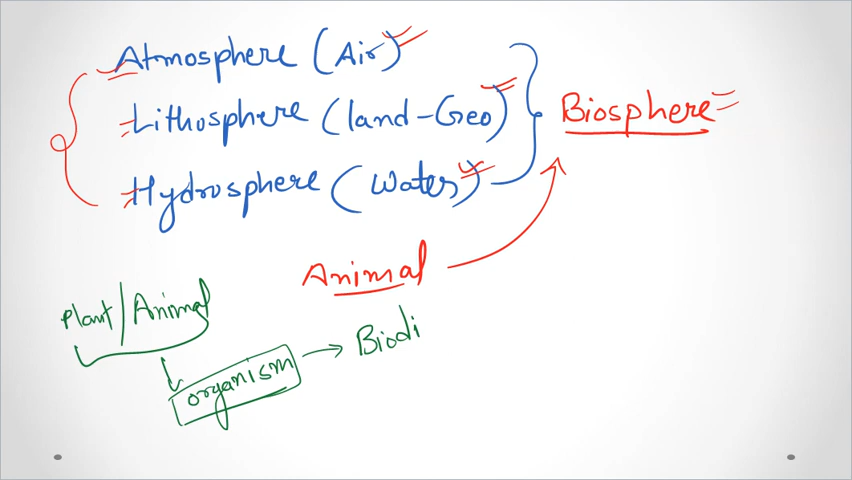 Atmosphere (Air)
Lithosphere (land-Geo)
Biosphere
Hydrosphere (Water)
Animal
Plant/Animal
organism → Biodi